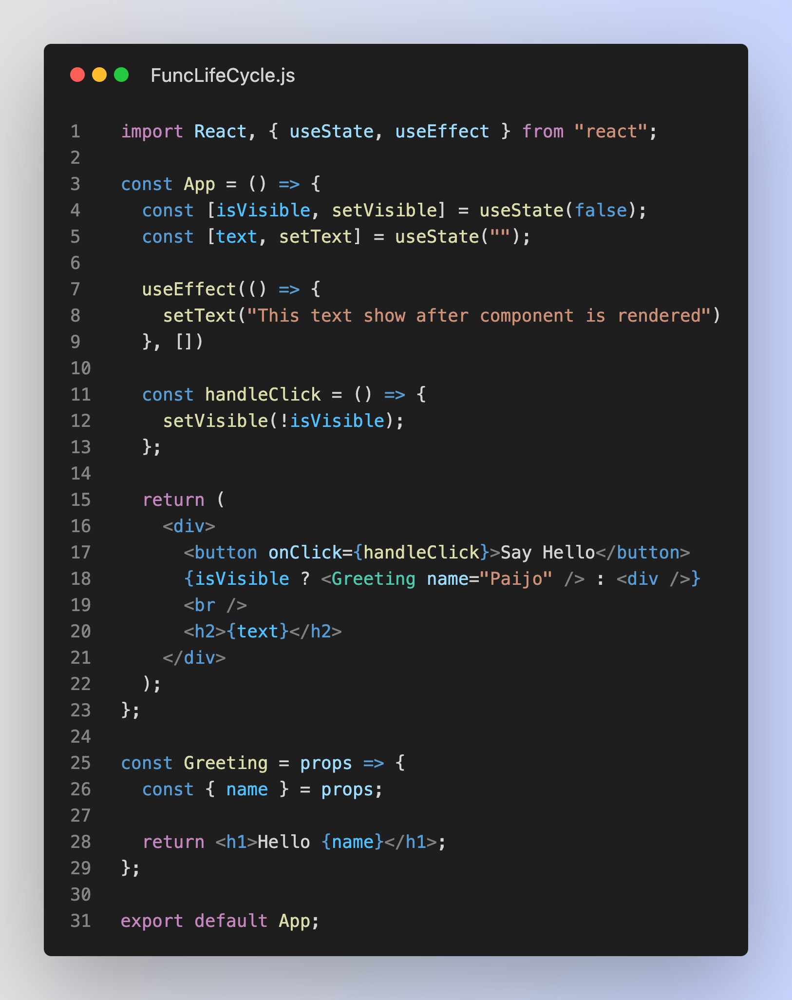 FuncLifeCycle.js
1 import React, { useState, useEffect } from "react";
2
3 const App = () => {
4   const [isVisible, setVisible] = useState(false);
5   const [text, setText] = useState("");
6
7   useEffect(() => {
8     setText("This text show after component is rendered")
9   }, [])
10
11   const handleClick = () => {
12     setVisible(!isVisible);
13   };
14
15   return (
16     <div>
17       <button onClick={handleClick}>Say Hello</button>
18       {isVisible ? <Greeting name="Paijo" /> : <div />}
19       <br />
20       <h2>{text}</h2>
21     </div>
22   );
23 };
24
25 const Greeting = props => {
26   const { name } = props;
27
28   return <h1>Hello {name}</h1>;
29 };
30
31 export default App;